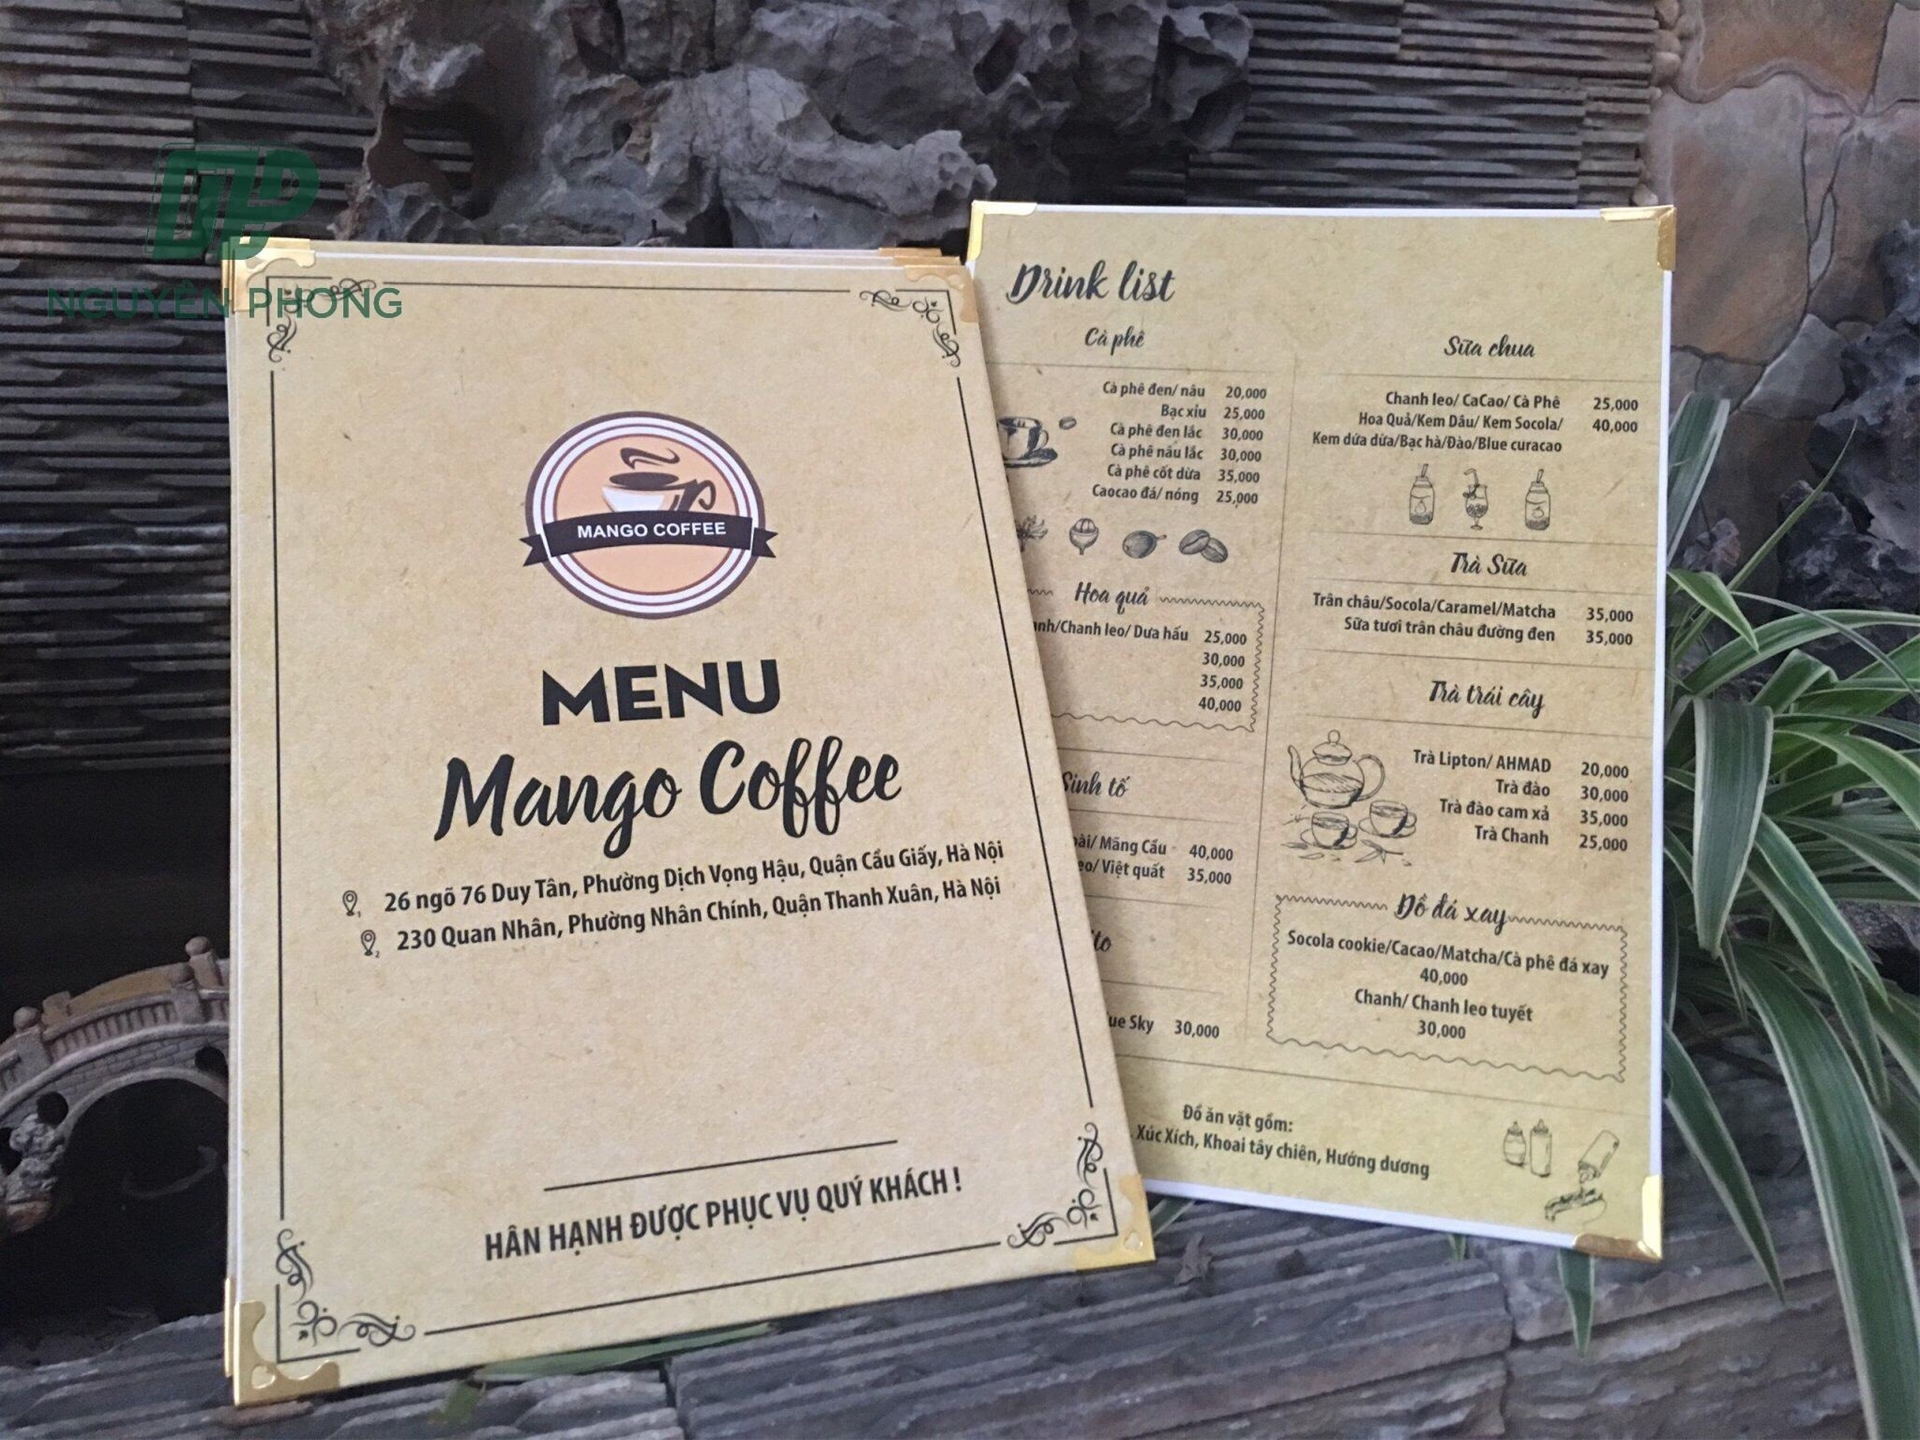 NGUYÊN PHONG
MANGO COFFEE
MENU
Mango Coffee
26 ngõ 76 Duy Tân, Phường Dịch Vọng Hậu, Quận Cầu Giấy, Hà Nội
230 Quan Nhân, Phường Nhân Chính, Quận Thanh Xuân, Hà Nội
HÂN HẠNH ĐƯỢC PHỤC VỤ QUÝ KHÁCH !
Drink list
Cà phê
Cà phê đen/ nâu 20,000
Bạc xỉu 25,000
Cà phê đen lắc 30,000
Cà phê nâu lắc 30,000
Cà phê cốt dừa 35,000
Caocao đá/ nóng 25,000
Hoa quả
nh/Chanh leo/ Dưa hấu 25,000
30,000
35,000
40,000
Sinh tố
ài/ Mãng Cầu 40,000
eo/ Việt quất 35,000
ito
ue Sky 30,000
Sữa chua
Chanh leo/ CaCao/ Cà Phê 25,000
Hoa Quả/Kem Dâu/ Kem Socola/ 40,000
Kem dứa dừa/Bạc hà/Đào/Blue curacao
Trà Sữa
Trân châu/Socola/Caramel/Matcha 35,000
Sữa tươi trân châu đường đen 35,000
Trà trái cây
Trà Lipton/ AHMAD 20,000
Trà đào 30,000
Trà đào cam xả 35,000
Trà Chanh 25,000
Đồ đá xay
Socola cookie/Cacao/Matcha/Cà phê đá xay
40,000
Chanh/ Chanh leo tuyết
30,000
Đồ ăn vặt gồm:
Xúc Xích, Khoai tây chiên, Hướng dương